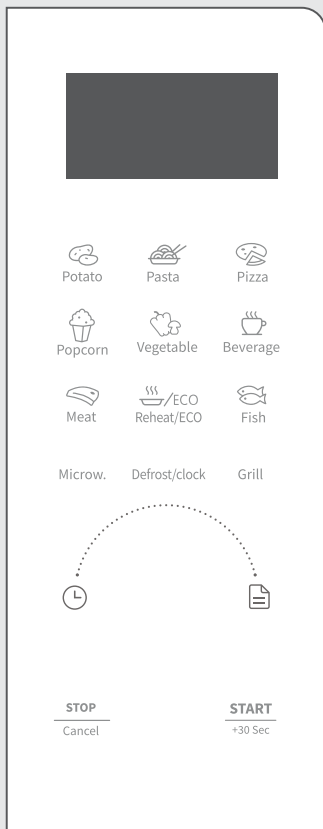 Potato Pasta Pizza
Popcorn Vegetable Beverage
/ECO
Meat Reheat/ECO Fish
Microw. Defrost/clock Grill
STOP START
Cancel +30 Sec